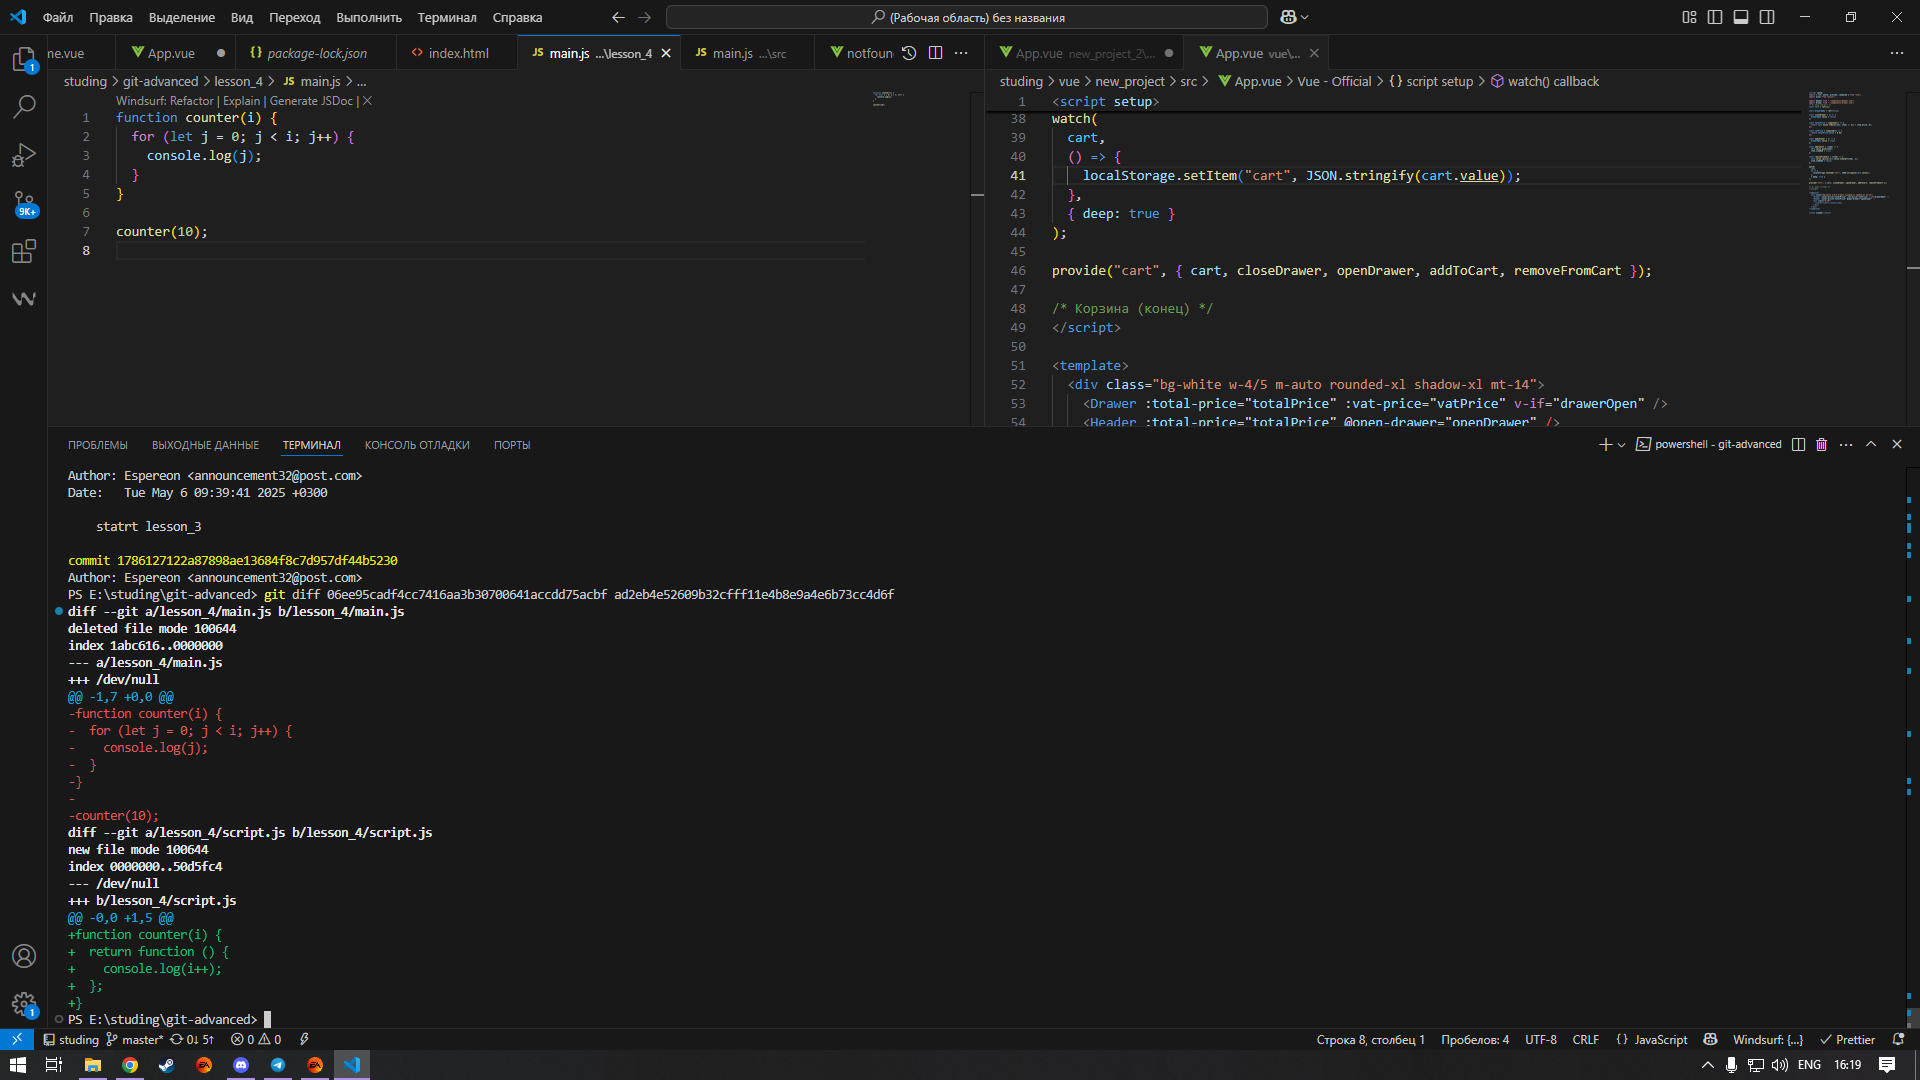 Файл Правка Выделение Вид Переход Выполнить Терминал Справка
(Рабочая область) без названия
me.vue
App.vue
package-lock.json
index.html
JS main.js ...\lesson_4
JS main.js ...\src
notfoun
App.vue new_project_2\...
App.vue vue\...
studing > git-advanced > lesson_4 > JS main.js > ...
Windsurf: Refactor | Explain | Generate JSDoc | X
1 function counter(i) {
2 for (let j = 0; j < i; j++) {
3 console.log(j);
4 }
5 }
6
7 counter(10);
8
studing > vue > new_project > src > App.vue > Vue - Official > {} script setup > watch() callback
1 <script setup>
38 watch(
39 cart,
40 () => {
41 localStorage.setItem("cart", JSON.stringify(cart.value));
42 },
43 { deep: true }
44 );
45
46 provide("cart", { cart, closeDrawer, openDrawer, addToCart, removeFromCart });
47
48 /* Корзина (конец) */
49 </script>
50
51 <template>
52 <div class="bg-white w-4/5 m-auto rounded-xl shadow-xl mt-14">
53 <Drawer :total-price="totalPrice" :vat-price="vatPrice" v-if="drawerOpen" />
54 <Header :total-price="totalPrice" @open-drawer="openDrawer" />
1
9K+
1
ПРОБЛЕМЫ ВЫХОДНЫЕ ДАННЫЕ ТЕРМИНАЛ КОНСОЛЬ ОТЛАДКИ ПОРТЫ
powershell - git-advanced
Author: Espereon <announcement32@post.com>
Date: Tue May 6 09:39:41 2025 +0300
statrt lesson_3
commit 1786127122a87898ae13684f8c7d957df44b5230
Author: Espereon <announcement32@post.com>
PS E:\studing\git-advanced> git diff 06ee95cadf4cc7416aa3b30700641accdd75acbf ad2eb4e52609b32cfff11e4b8e9a4e6b73cc4d6f
diff --git a/lesson_4/main.js b/lesson_4/main.js
deleted file mode 100644
index 1abc616..0000000
--- a/lesson_4/main.js
+++ /dev/null
@@ -1,7 +0,0 @@
-function counter(i) {
- for (let j = 0; j < i; j++) {
- console.log(j);
- }
-}
-
-counter(10);
diff --git a/lesson_4/script.js b/lesson_4/script.js
new file mode 100644
index 0000000..50d5fc4
--- /dev/null
+++ b/lesson_4/script.js
@@ -0,0 +1,5 @@
+function counter(i) {
+ return function () {
+ console.log(i++);
+ };
+}
PS E:\studing\git-advanced>
studing master* 0↓ 5↑ 0 0
Строка 8, столбец 1 Пробелов: 4 UTF-8 CRLF {} JavaScript Windsurf: {...} Prettier
ENG 16:19